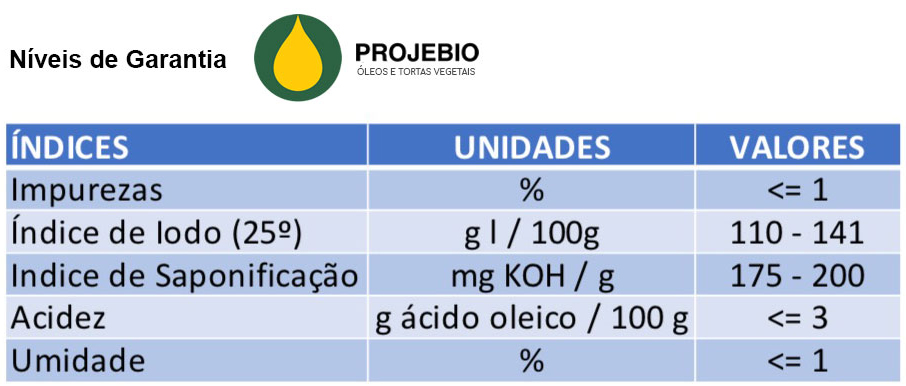 Níveis de Garantia
PROJEBIO
ÓLEOS E TORTAS VEGETAIS
ÍNDICES UNIDADES VALORES
Impurezas % <= 1
Índice de Iodo (25º) g l / 100g 110 - 141
Indice de Saponificação mg KOH / g 175 - 200
Acidez g ácido oleico / 100 g <= 3
Umidade % <= 1